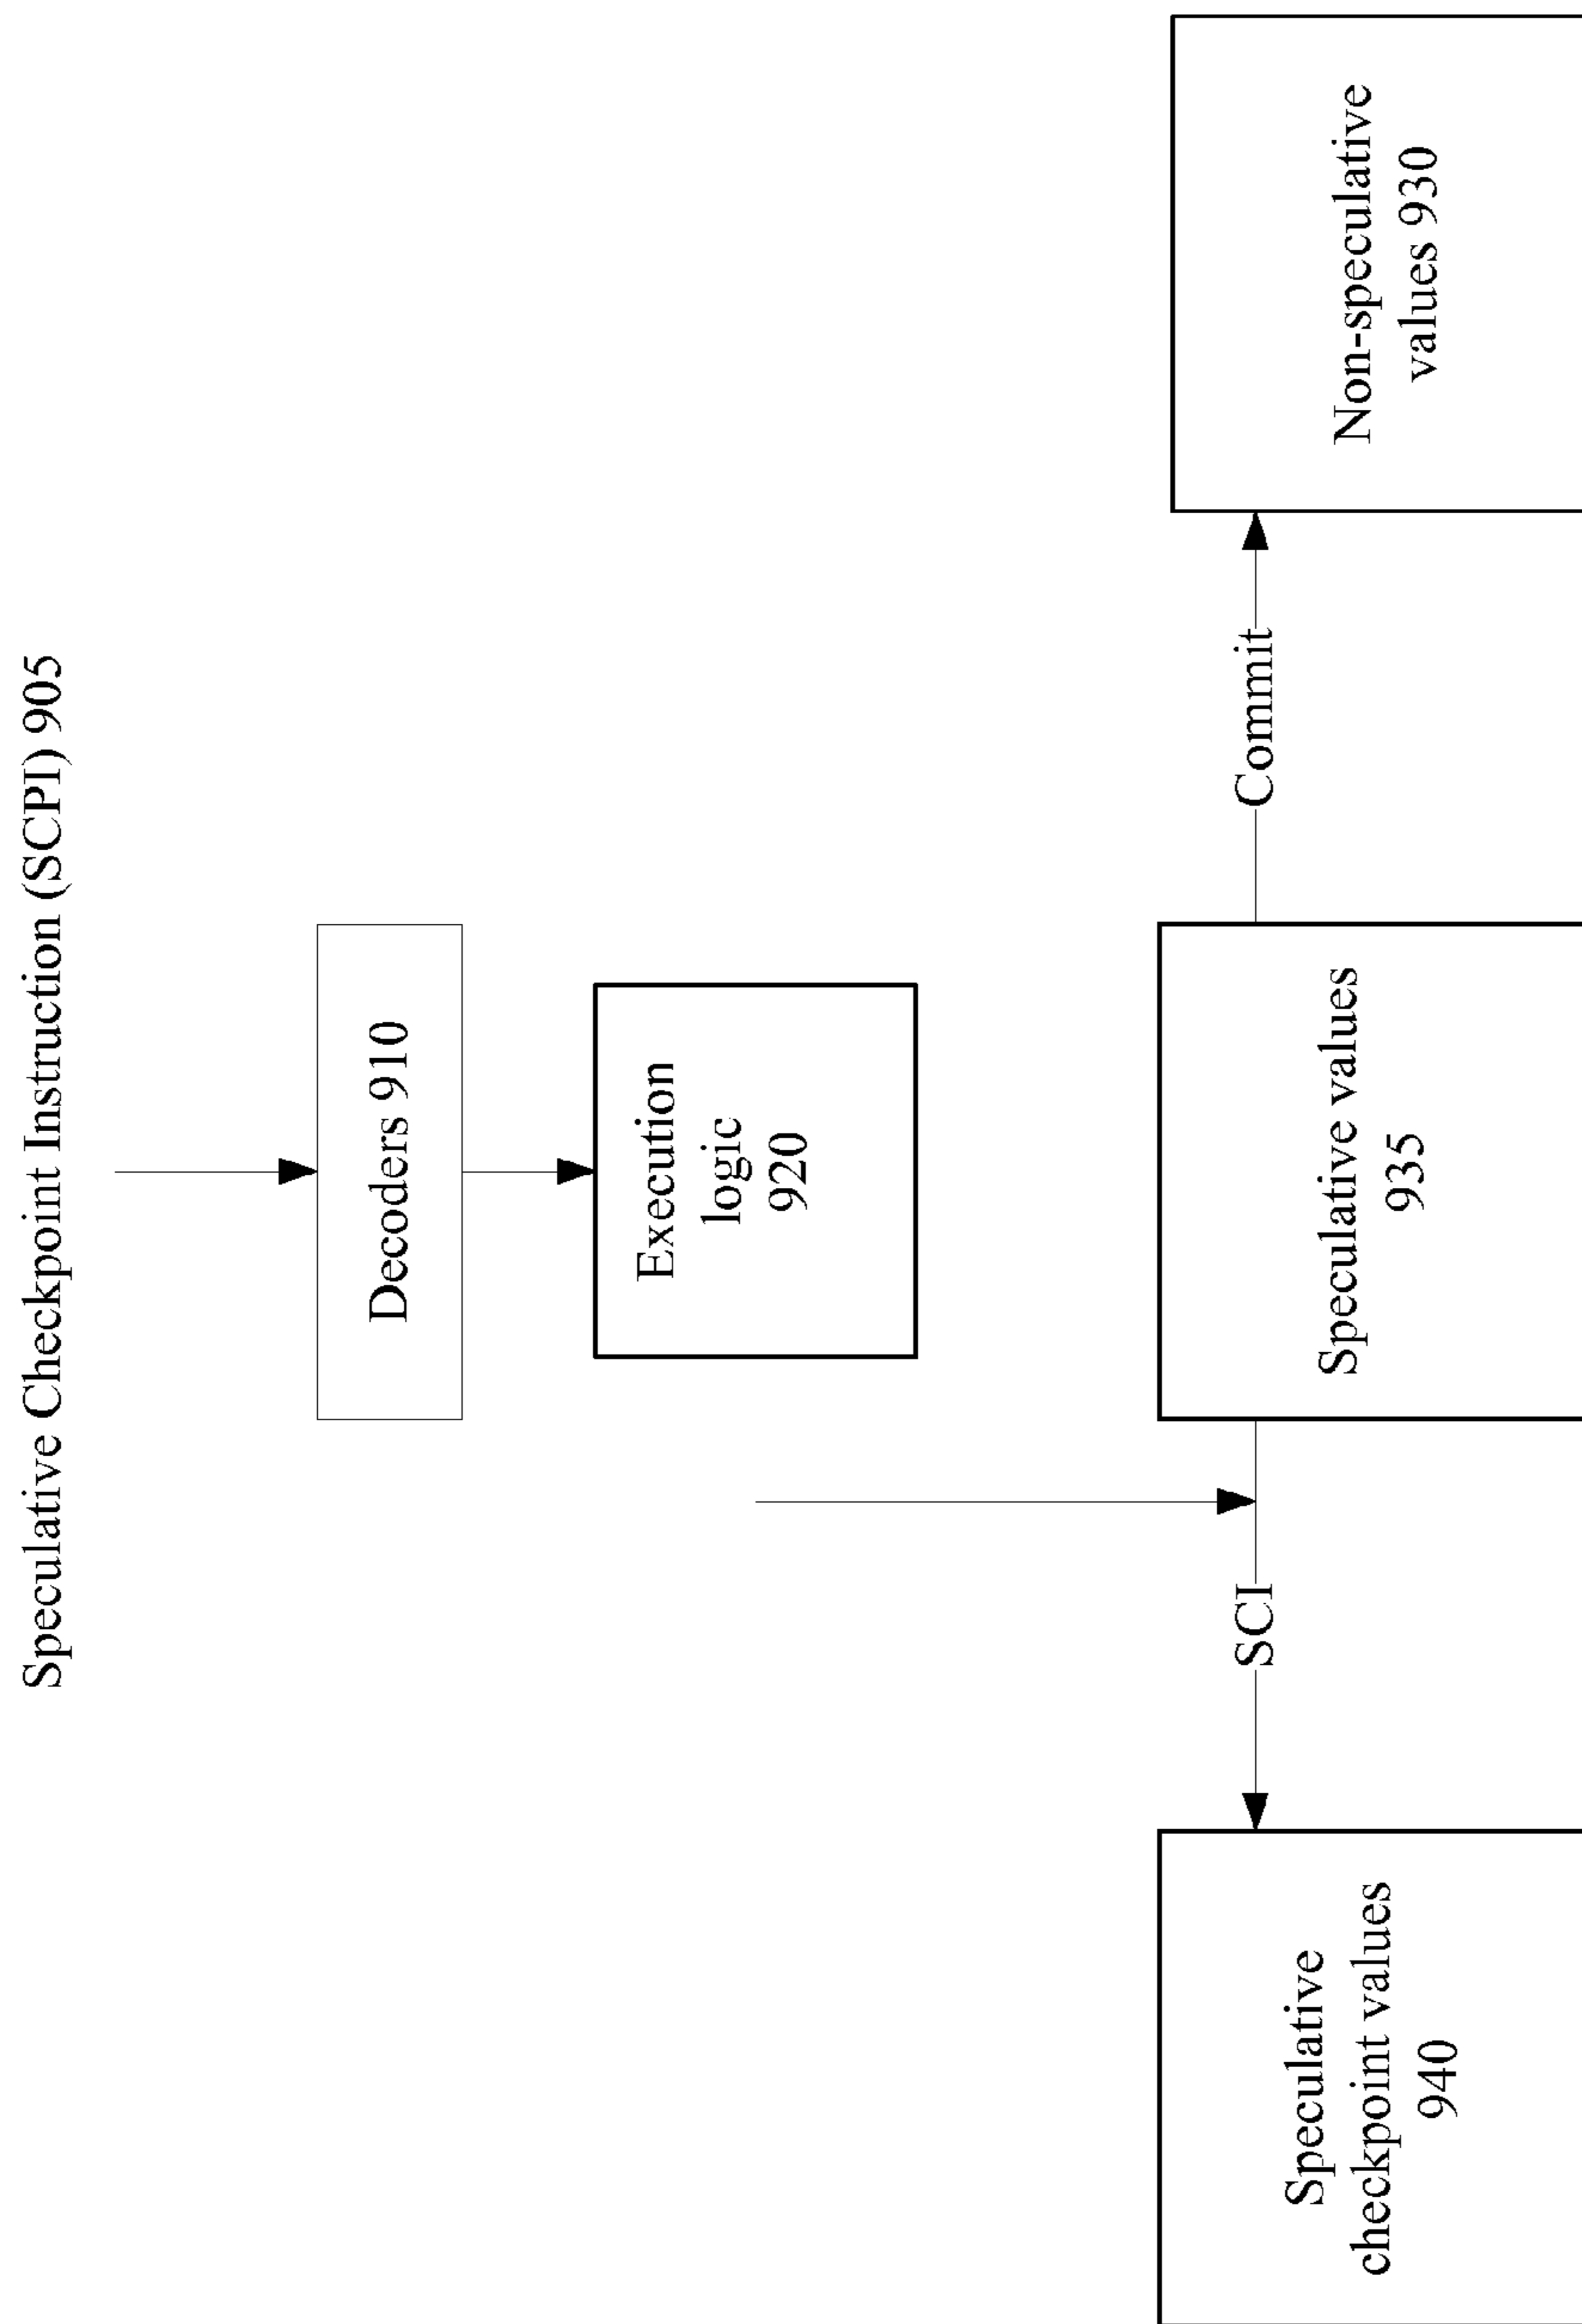 Speculative Checkpoint Instruction (SCPI) 905
Decoders 910
Execution
logic
920
SCI
Commit
Speculative
checkpoint values
940
Speculative values
935
Non-speculative
values 930